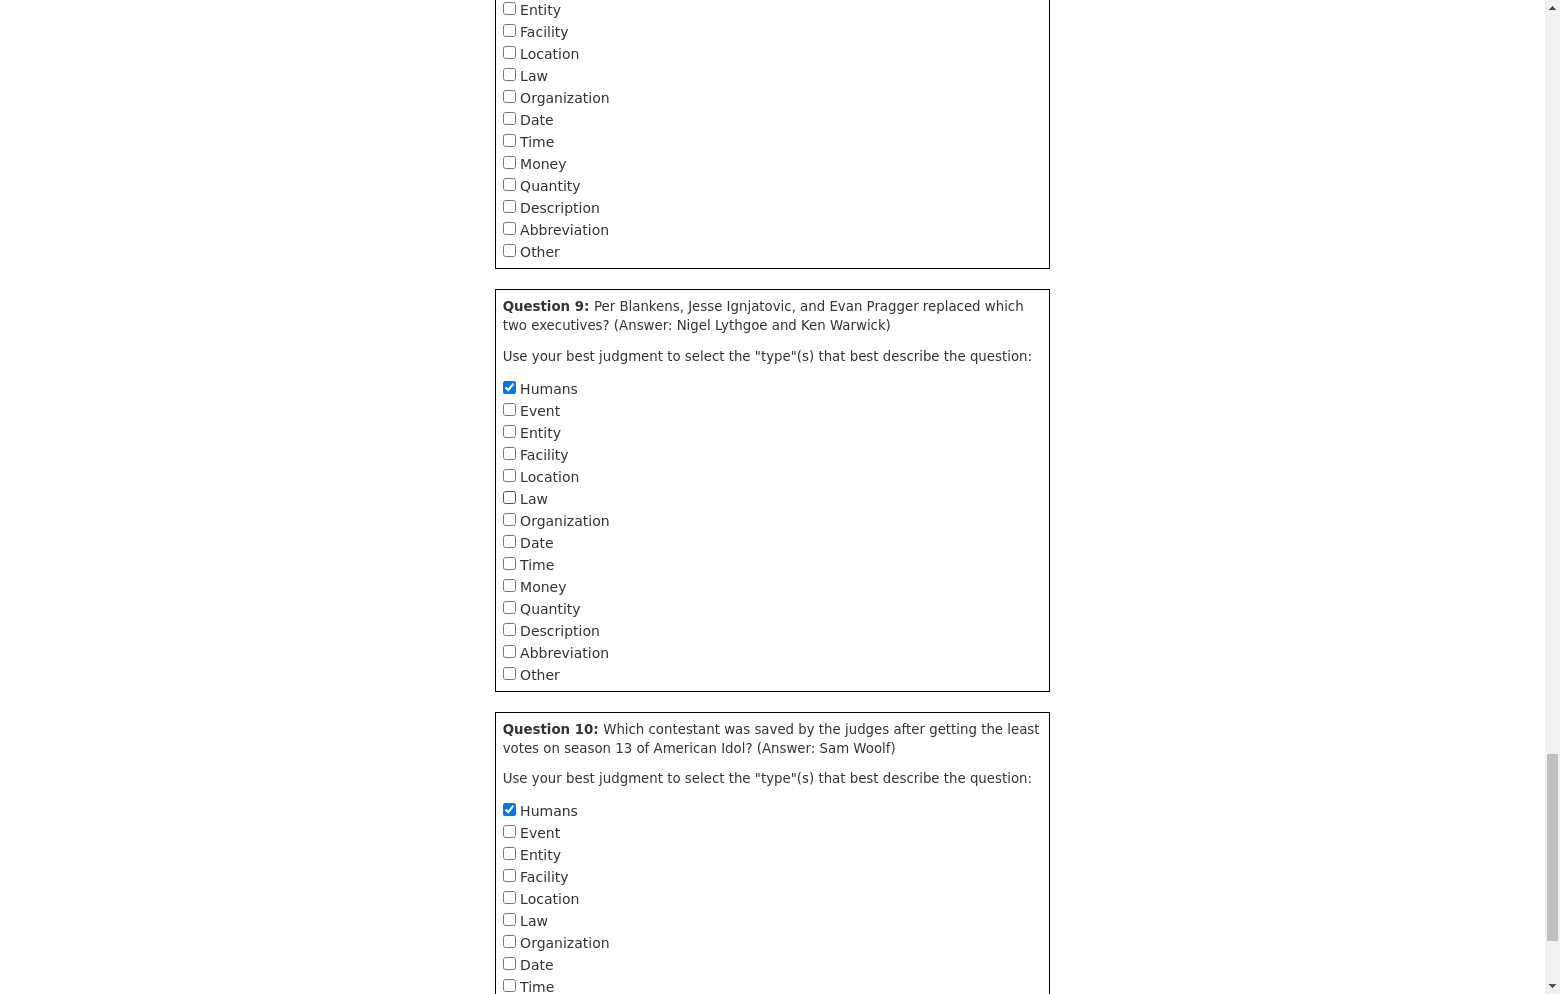 Entity
Facility
Location
Law
Organization
Date
Time
Money
Quantity
Description
Abbreviation
Other
Question 9: Per Blankens, Jesse Ignjatovic, and Evan Pragger replaced which
two executives? (Answer: Nigel Lythgoe and Ken Warwick)
Use your best judgment to select the "type"(s) that best describe the question:
Humans
Event
Entity
Facility
Location
Law
Organization
Date
Time
Money
Quantity
Description
Abbreviation
Other
Question 10: Which contestant was saved by the judges after getting the least
votes on season 13 of American Idol? (Answer: Sam Woolf)
Use your best judgment to select the "type"(s) that best describe the question:
Humans
Event
Entity
Facility
Location
Law
Organization
Date
Time